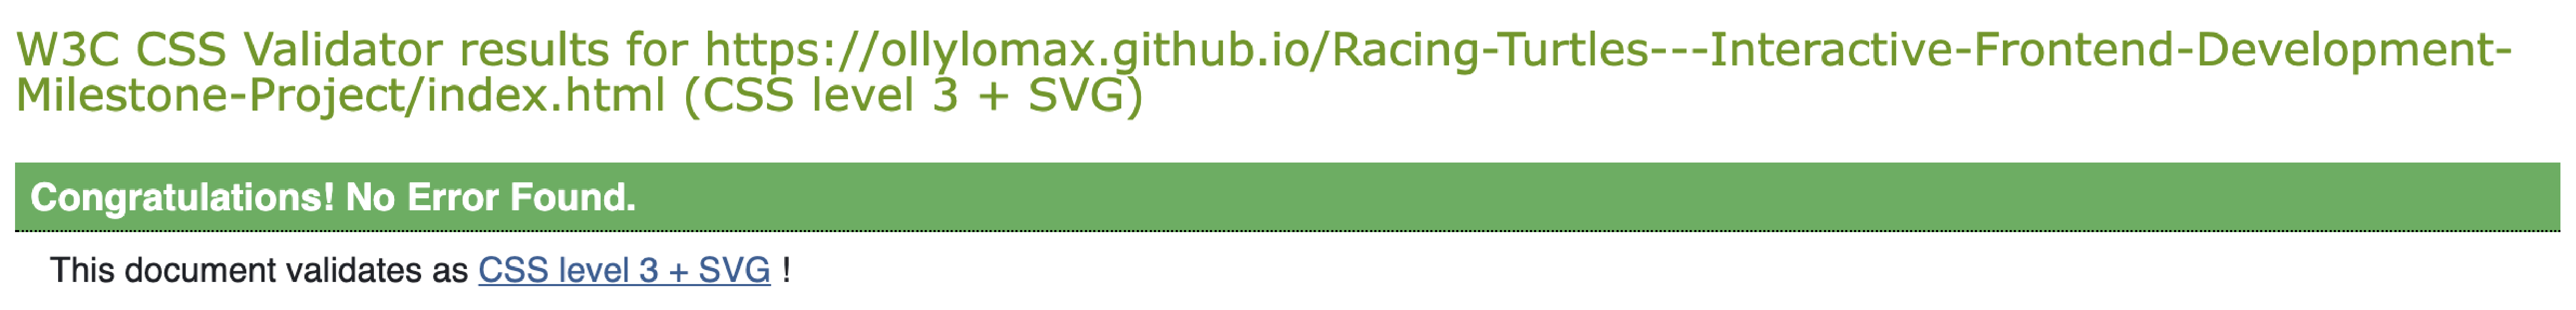 W3C CSS Validator results for https://ollylomax.github.io/Racing-Turtles---Interactive-Frontend-Development-
Milestone-Project/index.html (CSS level 3 + SVG)
Congratulations! No Error Found.
This document validates as CSS level 3 + SVG !